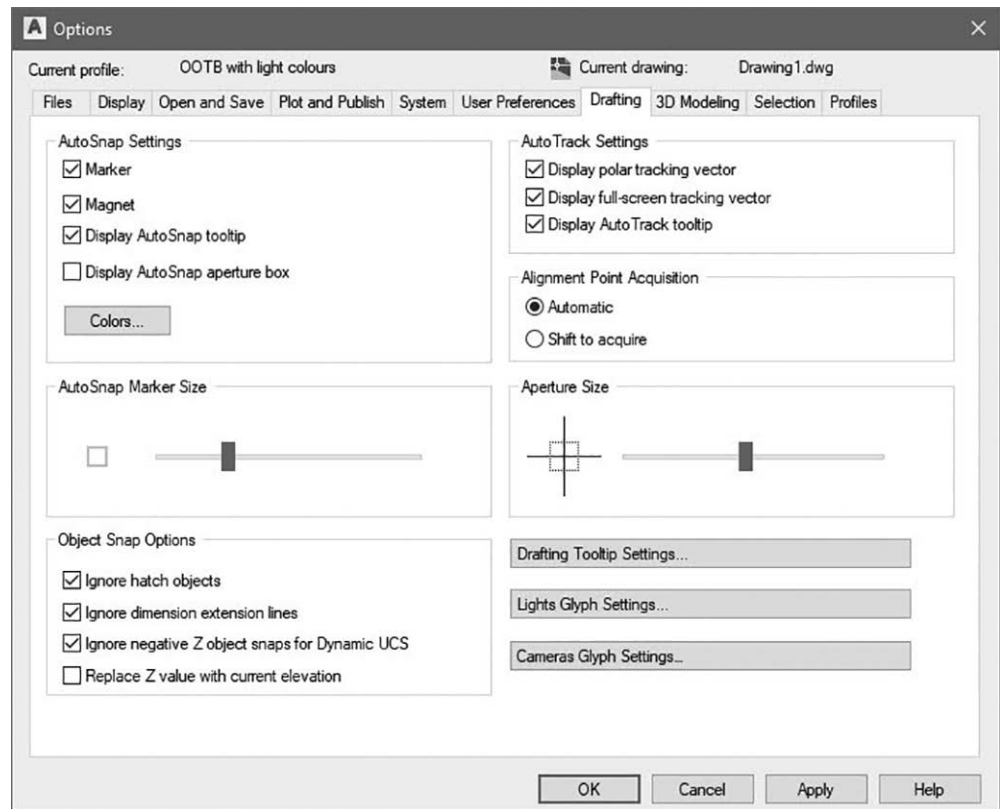 A Options
Current profile: OOTB with light colours Current drawing: Drawing1.dwg
Files Display Open and Save Plot and Publish System User Preferences Drafting 3D Modeling Selection Profiles
AutoSnap Settings
Marker
Magnet
Display AutoSnap tooltip
Display AutoSnap aperture box
Colors...
AutoTrack Settings
Display polar tracking vector
Display full-screen tracking vector
Display AutoTrack tooltip
Alignment Point Acquisition
Automatic
Shift to acquire
AutoSnap Marker Size
Aperture Size
Object Snap Options
Ignore hatch objects
Ignore dimension extension lines
Ignore negative Z object snaps for Dynamic UCS
Replace Z value with current elevation
Drafting Tooltip Settings...
Lights Glyph Settings...
Cameras Glyph Settings...
OK Cancel Apply Help